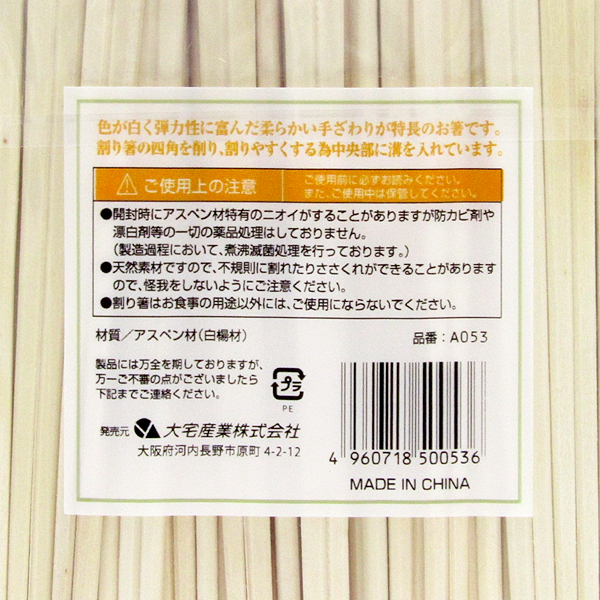 色が白く弾力性に富んだ柔らかい手ざわりが特長のお箸です。
割り箸の四角を削り、割りやすくする為中央部に溝を入れています。
ご使用上の注意
ご使用前に必ずお読みください。
また、ご使用中は保管してください。
●開封時にアスペン材特有のニオイがすることがありますが防カビ剤や
漂白剤等の一切の薬品処理はしておりません。
（製造過程において、煮沸滅菌処理を行っております。）
●天然素材ですので、不規則に割れたりささくれができることがあります
ので、怪我をしないようにご注意ください。
●割り箸はお食事の用途以外には、ご使用にならないでください。
材質／アスペン材（白楊材）
品番：A053
製品には万全を期しておりますが、
万一ご不審の点がございましたら
下記までご連絡ください。
プラ
PE
発売元 大宅産業株式会社
大阪府河内長野市原町 4-2-12
4 960718 500536
MADE IN CHINA